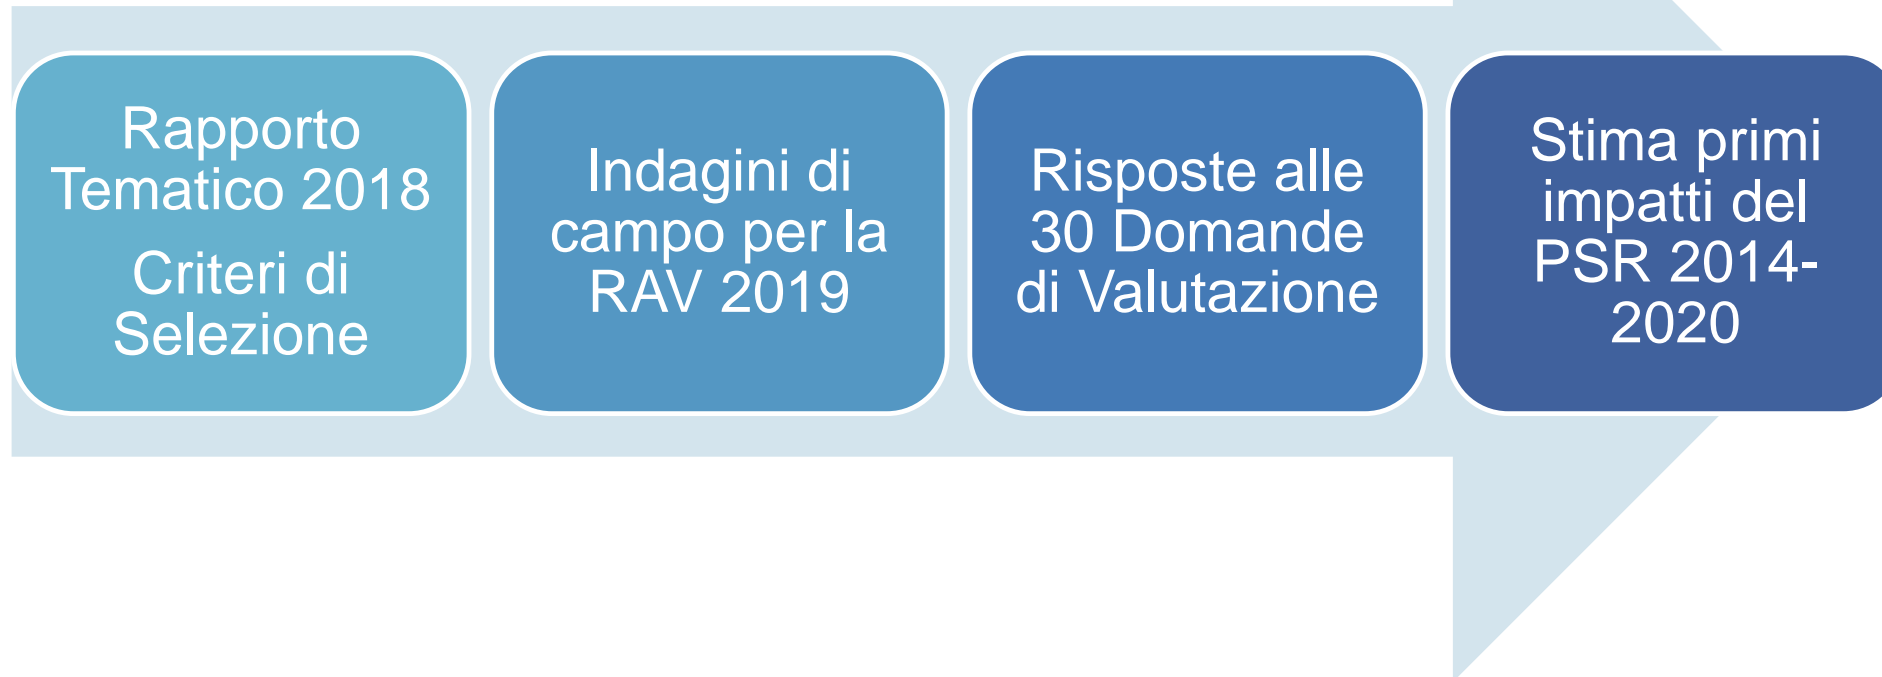 Rapporto
Tematico 2018
Criteri di
Selezione
Indagini di
campo per la
RAV 2019
Risposte alle
30 Domande
di Valutazione
Stima primi
impatti del
PSR 2014-
2020